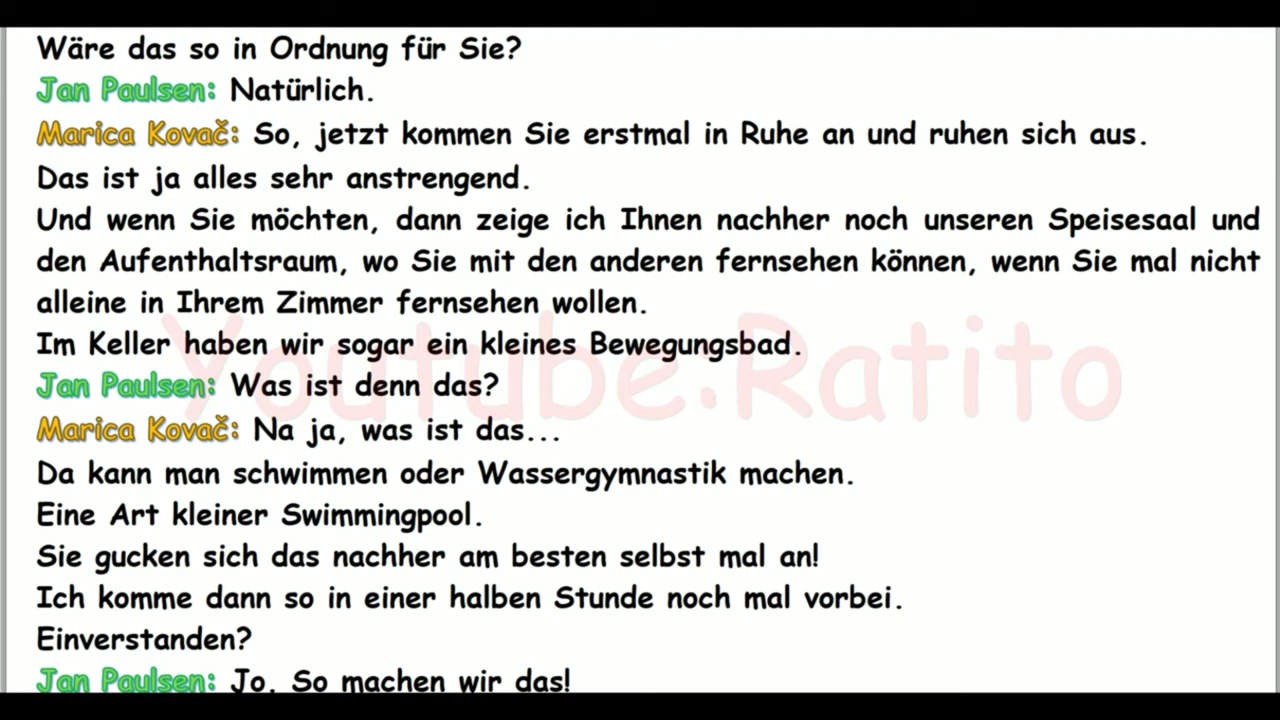 Wäre das so in Ordnung für Sie?
Jan Paulsen: Natürlich.
Marica Kovač: So, jetzt kommen Sie erstmal in Ruhe an und ruhen sich aus.
Das ist ja alles sehr anstrengend.
Und wenn Sie möchten, dann zeige ich Ihnen nachher noch unseren Speisesaal und
den Aufenthaltsraum, wo Sie mit den anderen fernsehen können, wenn Sie mal nicht
alleine in Ihrem Zimmer fernsehen wollen.
Im Keller haben wir sogar ein kleines Bewegungsbad.
Youtube:Ratito
Jan Paulsen: Was ist denn das?
Marica Kovač: Na ja, was ist das...
Da kann man schwimmen oder Wassergymnastik machen.
Eine Art kleiner Swimmingpool.
Sie gucken sich das nachher am besten selbst mal an!
Ich komme dann so in einer halben Stunde noch mal vorbei.
Einverstanden?
Jan Paulsen: Jo. So machen wir das!